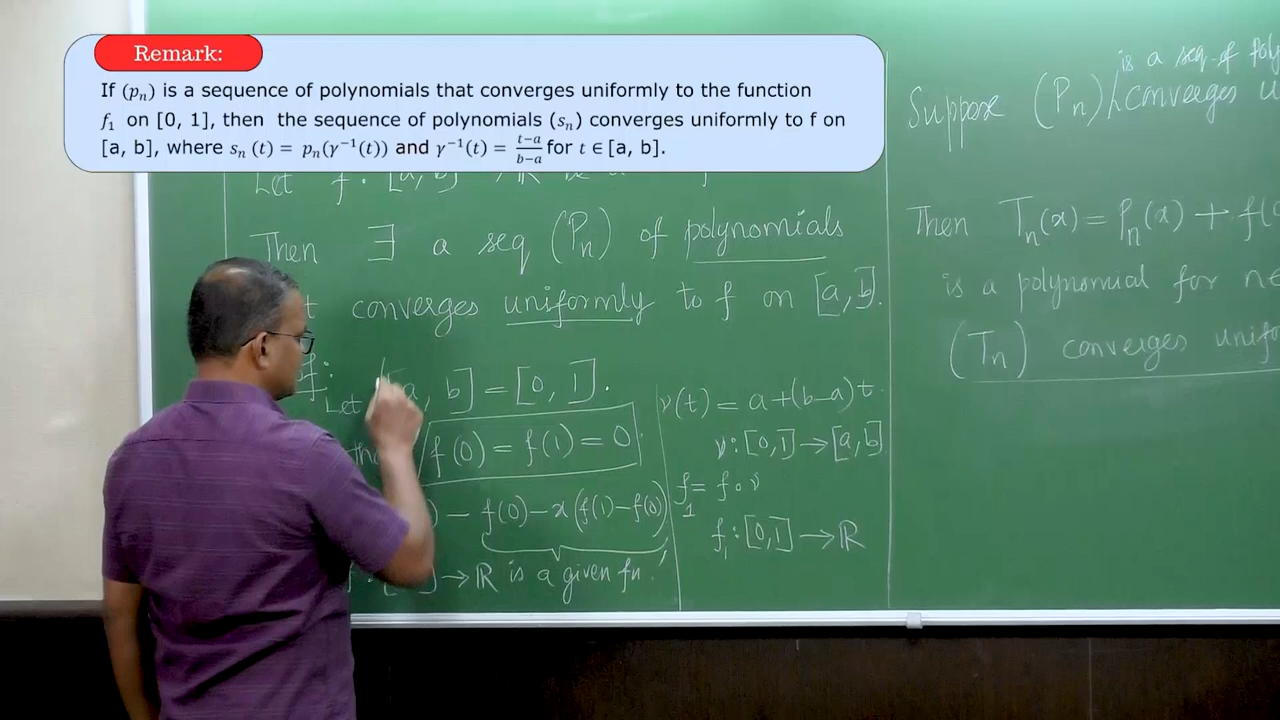 Remark:
If (pₙ) is a sequence of polynomials that converges uniformly to the function
f₁ on [0, 1], then the sequence of polynomials (sₙ) converges uniformly to f on
[a, b], where sₙ (t) = pₙ(γ⁻¹(t)) and γ⁻¹(t) = (t−a)/(b−a) for t ∈ [a, b].
Let f : [a, b]
Then ∃ a seq (Pₙ) of polynomials
converges uniformly to f on [a, b].
Let [a, b] = [0, 1].
f(0) = f(1) = 0
− f(0) − x(f(1) − f(0))
→ ℝ is a given fn.
γ(t) = a + (b−a)t
γ : [0, 1] → [a, b]
f₁ = f ∘ γ
f₁ : [0, 1] → ℝ
is a seq. of
Suppose (Pₙ) converges
Then Tₙ(x) = Pₙ(x) + f(
is a polynomial for
(Tₙ) converges